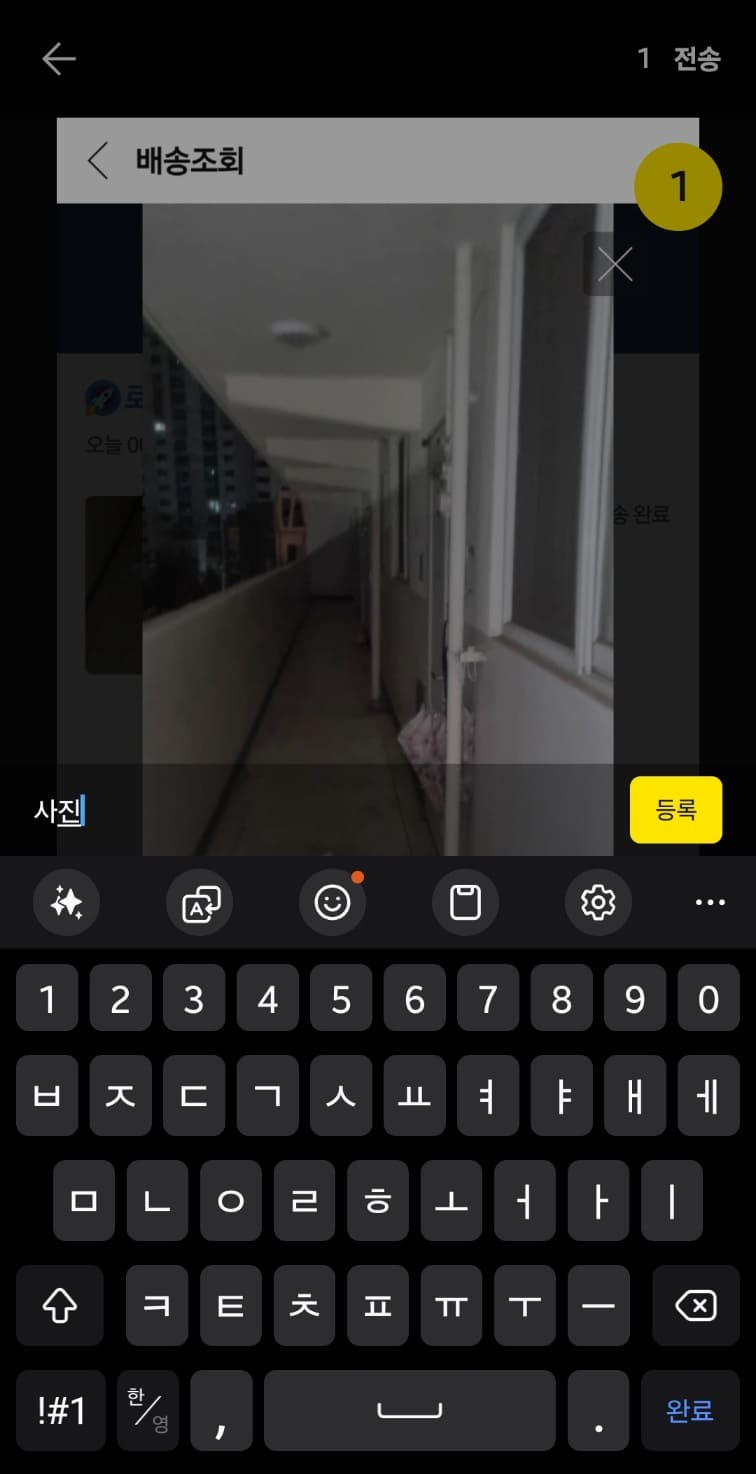 1 전송
배송조회
1
로
오늘 0
송 완료
사진
등록
1 2 3 4 5 6 7 8 9 0
ㅂ ㅈ ㄷ ㄱ ㅅ ㅛ ㅕ ㅑ ㅐ ㅔ
ㅁ ㄴ ㅇ ㄹ ㅎ ㅗ ㅓ ㅏ ㅣ
ㅋ ㅌ ㅊ ㅍ ㅠ ㅜ ㅡ
!#1 한/영 , . 완료